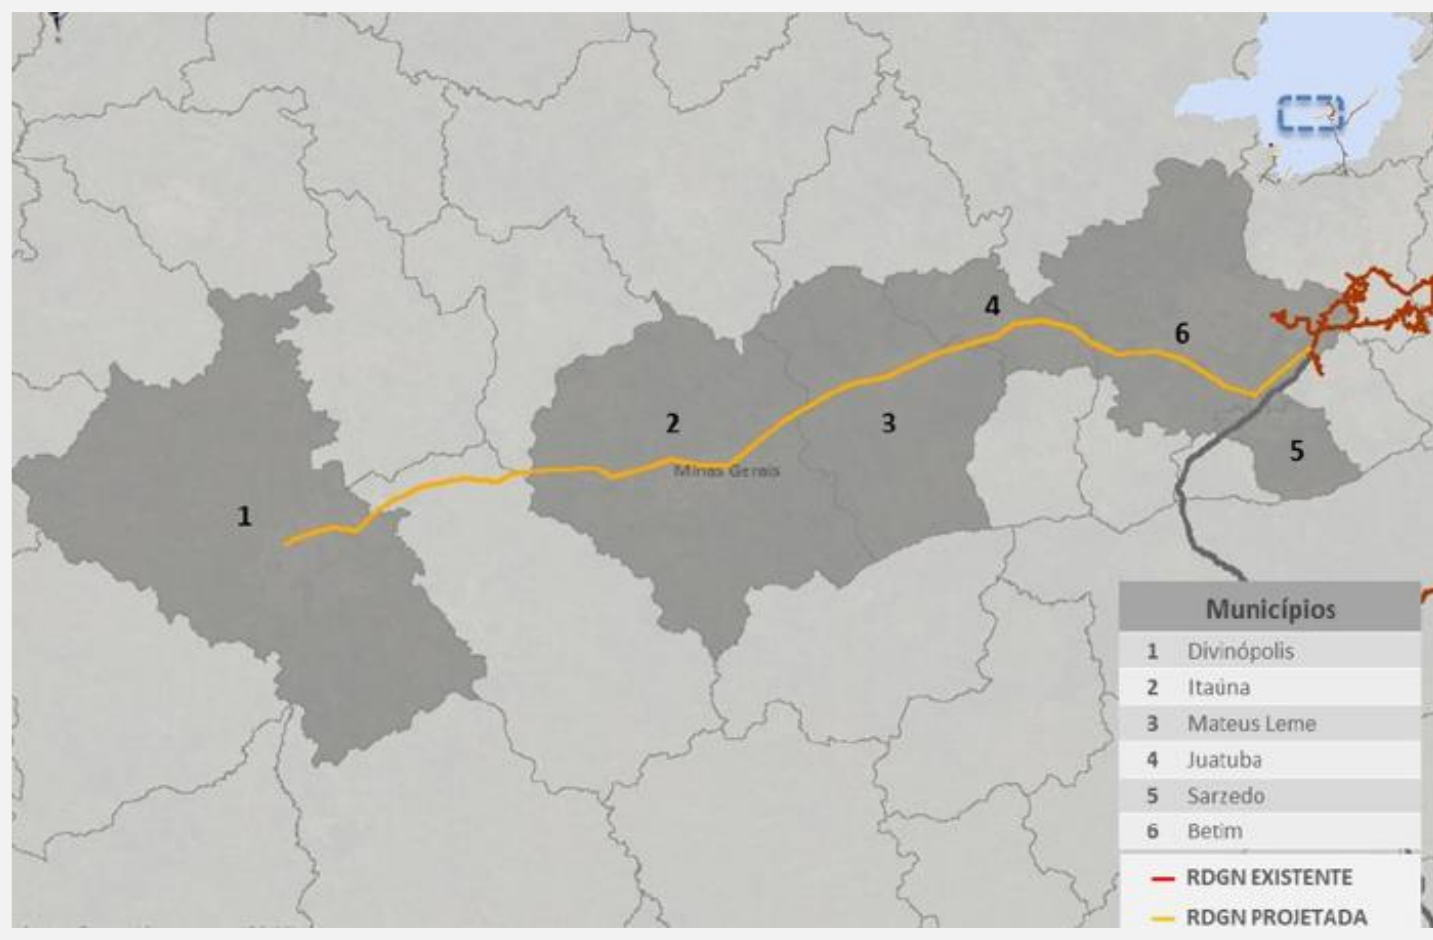 4
6
2
3
5
Minas Gerais
1
Municípios
1 Divinópolis
2 Itaúna
3 Mateus Leme
4 Juatuba
5 Sarzedo
6 Betim
RDGN EXISTENTE
RDGN PROJETADA